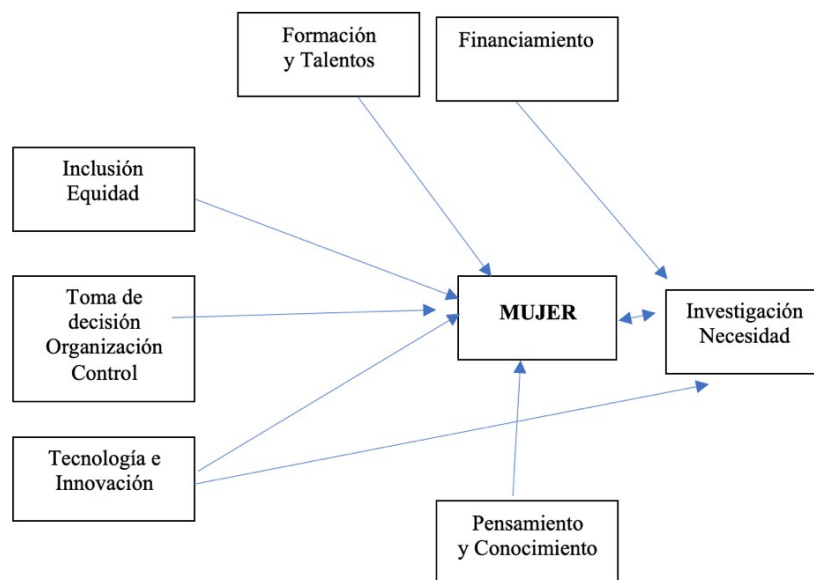 Formación
y Talentos
Financiamiento
Inclusión
Equidad
Toma de
decisión
Organización
Control
MUJER
Investigación
Necesidad
Tecnología e
Innovación
Pensamiento
y Conocimiento